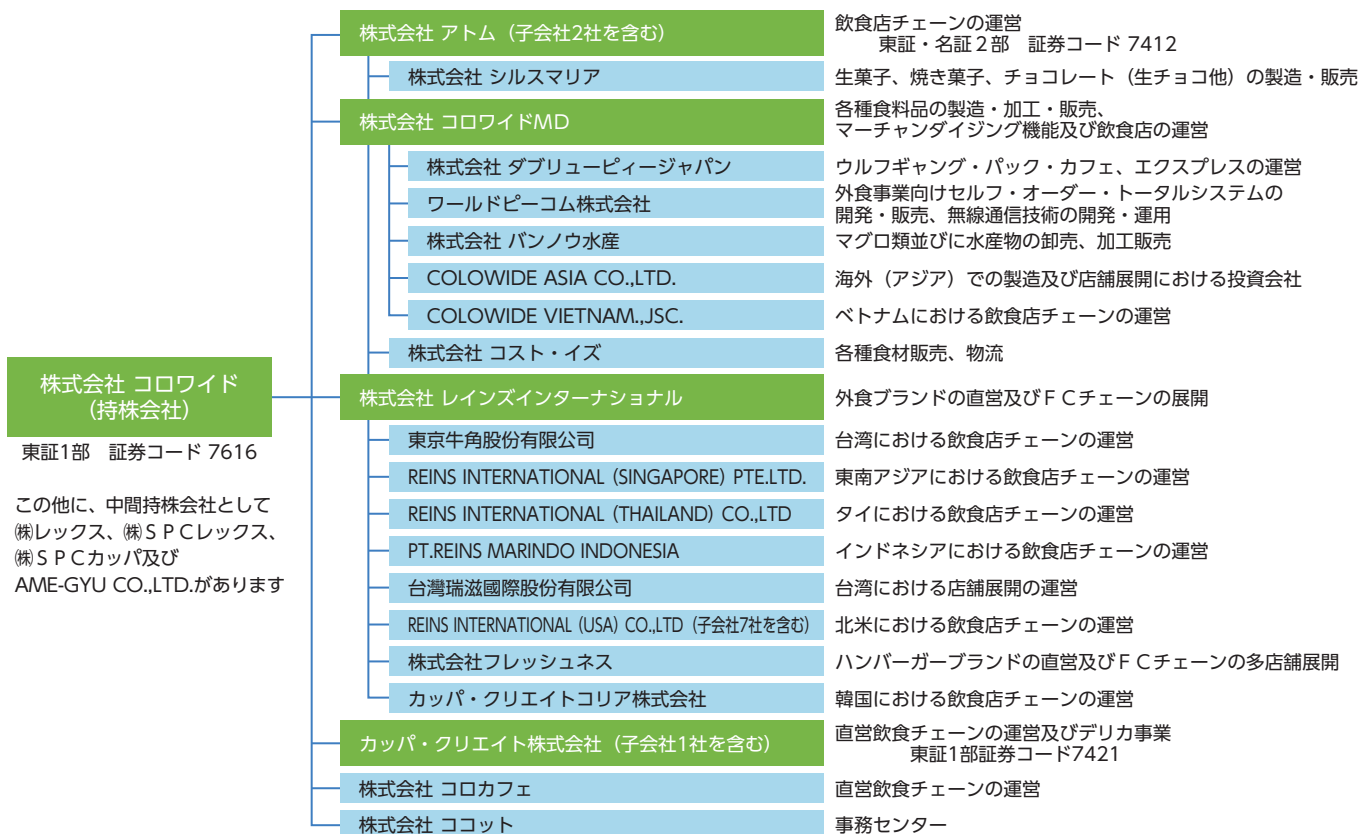 株式会社 アトム（子会社2社を含む）
飲食店チェーンの運営
東証・名証２部　証券コード 7412
株式会社 シルスマリア
生菓子、焼き菓子、チョコレート（生チョコ他）の製造・販売
株式会社 コロワイドMD
各種食料品の製造・加工・販売、
マーチャンダイジング機能及び飲食店の運営
株式会社 ダブリューピィージャパン
ウルフギャング・パック・カフェ、エクスプレスの運営
ワールドピーコム株式会社
外食事業向けセルフ・オーダー・トータルシステムの
開発・販売、無線通信技術の開発・運用
株式会社 バンノウ水産
マグロ類並びに水産物の卸売、加工販売
COLOWIDE ASIA CO.,LTD.
海外（アジア）での製造及び店舗展開における投資会社
COLOWIDE VIETNAM.,JSC.
ベトナムにおける飲食店チェーンの運営
株式会社 コスト・イズ
各種食材販売、物流
株式会社 コロワイド
（持株会社）
東証1部　証券コード 7616
この他に、中間持株会社として
㈱レックス、㈱ＳＰＣレックス、
㈱ＳＰＣカッパ及び
AME-GYU CO.,LTD.があります
株式会社 レインズインターナショナル
外食ブランドの直営及びＦＣチェーンの展開
東京牛角股份有限公司
台湾における飲食店チェーンの運営
REINS INTERNATIONAL (SINGAPORE) PTE.LTD.
東南アジアにおける飲食店チェーンの運営
REINS INTERNATIONAL (THAILAND) CO.,LTD
タイにおける飲食店チェーンの運営
PT.REINS MARINDO INDONESIA
インドネシアにおける飲食店チェーンの運営
台灣瑞滋國際股份有限公司
台湾における店舗展開の運営
REINS INTERNATIONAL (USA) CO.,LTD（子会社7社を含む）
北米における飲食店チェーンの運営
株式会社フレッシュネス
ハンバーガーブランドの直営及びＦＣチェーンの多店舗展開
カッパ・クリエイトコリア株式会社
韓国における飲食店チェーンの運営
カッパ・クリエイト株式会社（子会社1社を含む）
直営飲食チェーンの運営及びデリカ事業
東証1部証券コード7421
株式会社 コロカフェ
直営飲食チェーンの運営
株式会社 ココット
事務センター